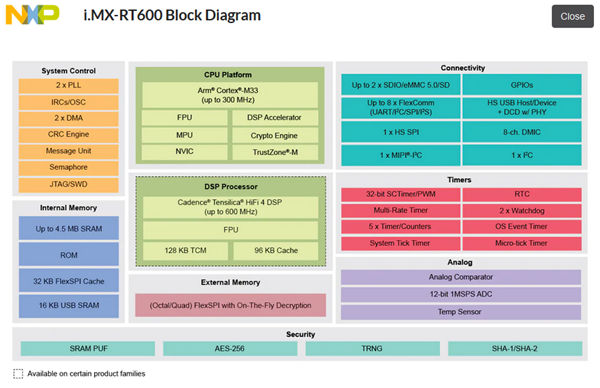 NXP
i.MX-RT600 Block Diagram
Close
System Control
2 x PLL
IRCs/OSC
2 x DMA
CRC Engine
Message Unit
Semaphore
JTAG/SWD
Internal Memory
Up to 4.5 MB SRAM
ROM
32 KB FlexSPI Cache
16 KB USB SRAM
CPU Platform
Arm® Cortex®-M33
(up to 300 MHz)
FPU
DSP Accelerator
MPU
Crypto Engine
NVIC
TrustZone®-M
DSP Processor
Cadence® Tensilica® HiFi 4 DSP
(up to 600 MHz)
FPU
128 KB TCM
96 KB Cache
External Memory
(Octal/Quad) FlexSPI with On-The-Fly Decryption
Connectivity
Up to 2 x SDIO/eMMC 5.0/SD
GPIOs
Up to 8 x FlexComm
(UART/I²C/SPI/I²S)
HS USB Host/Device
+ DCD w/ PHY
1 x HS SPI
8-ch. DMIC
1 x MIPI®-I³C
1 x I²C
Timers
32-bit SCTimer/PWM
RTC
Multi-Rate Timer
2 x Watchdog
5 x Timer/Counters
OS Event Timer
System Tick Timer
Micro-tick Timer
Analog
Analog Comparator
12-bit 1MSPS ADC
Temp Sensor
Security
SRAM PUF
AES-256
TRNG
SHA-1/SHA-2
Available on certain product families